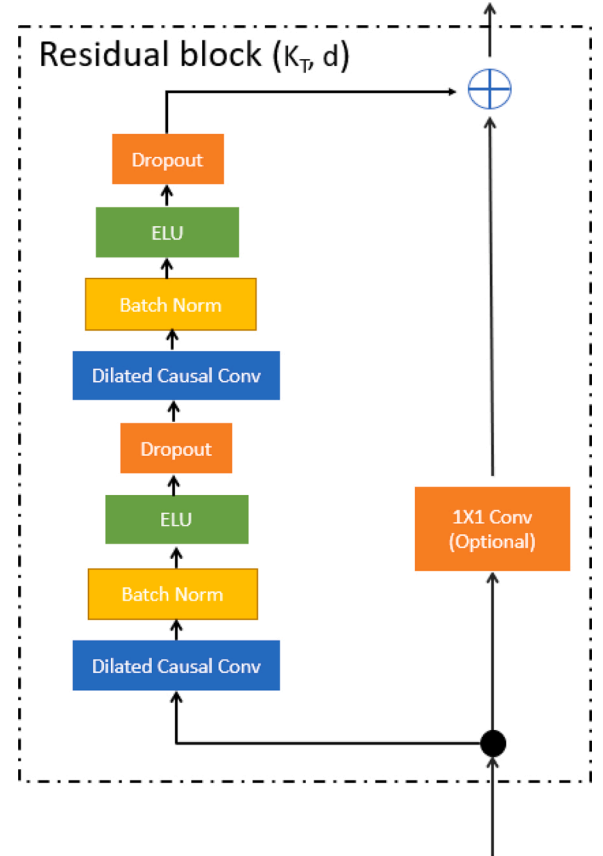 Residual block (K_T, d)
Dropout
ELU
Batch Norm
Dilated Causal Conv
Dropout
ELU
Batch Norm
Dilated Causal Conv
1X1 Conv
(Optional)